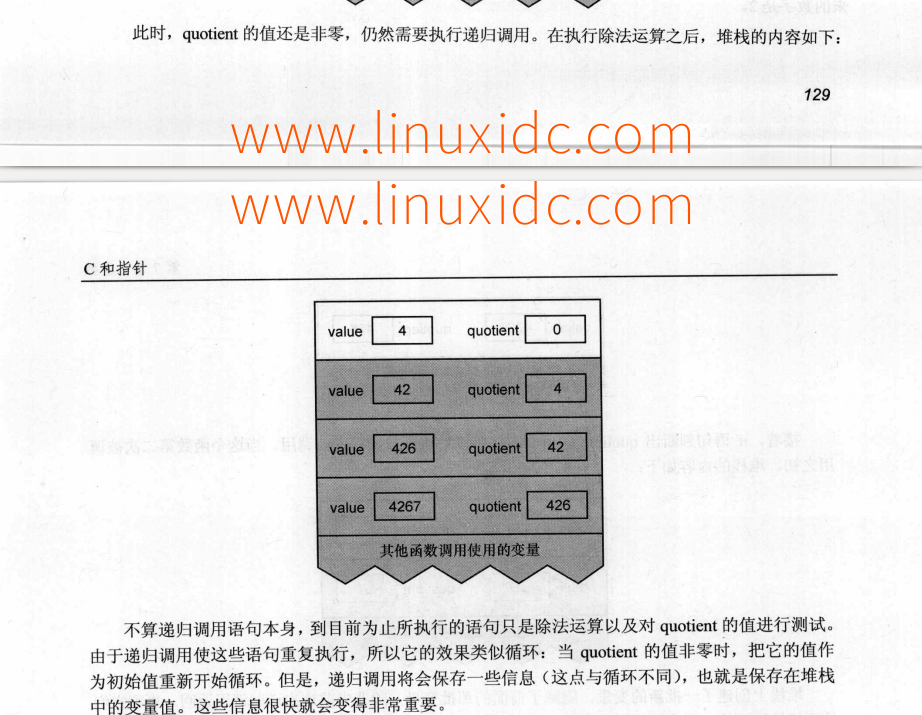 此时，quotient 的值还是非零，仍然需要执行递归调用。在执行除法运算之后，堆栈的内容如下：
129
www.linuxidc.com
www.linuxidc.com
C 和指针
value 4 quotient 0
value 42 quotient 4
value 426 quotient 42
value 4267 quotient 426
其他函数调用使用的变量
不算递归调用语句本身，到目前为止所执行的语句只是除法运算以及对 quotient 的值进行测试。
由于递归调用使这些语句重复执行，所以它的效果类似循环：当 quotient 的值非零时，把它的值作
为初始值重新开始循环。但是，递归调用将会保存一些信息（这点与循环不同），也就是保存在堆栈
中的变量值。这些信息很快就会变得非常重要。